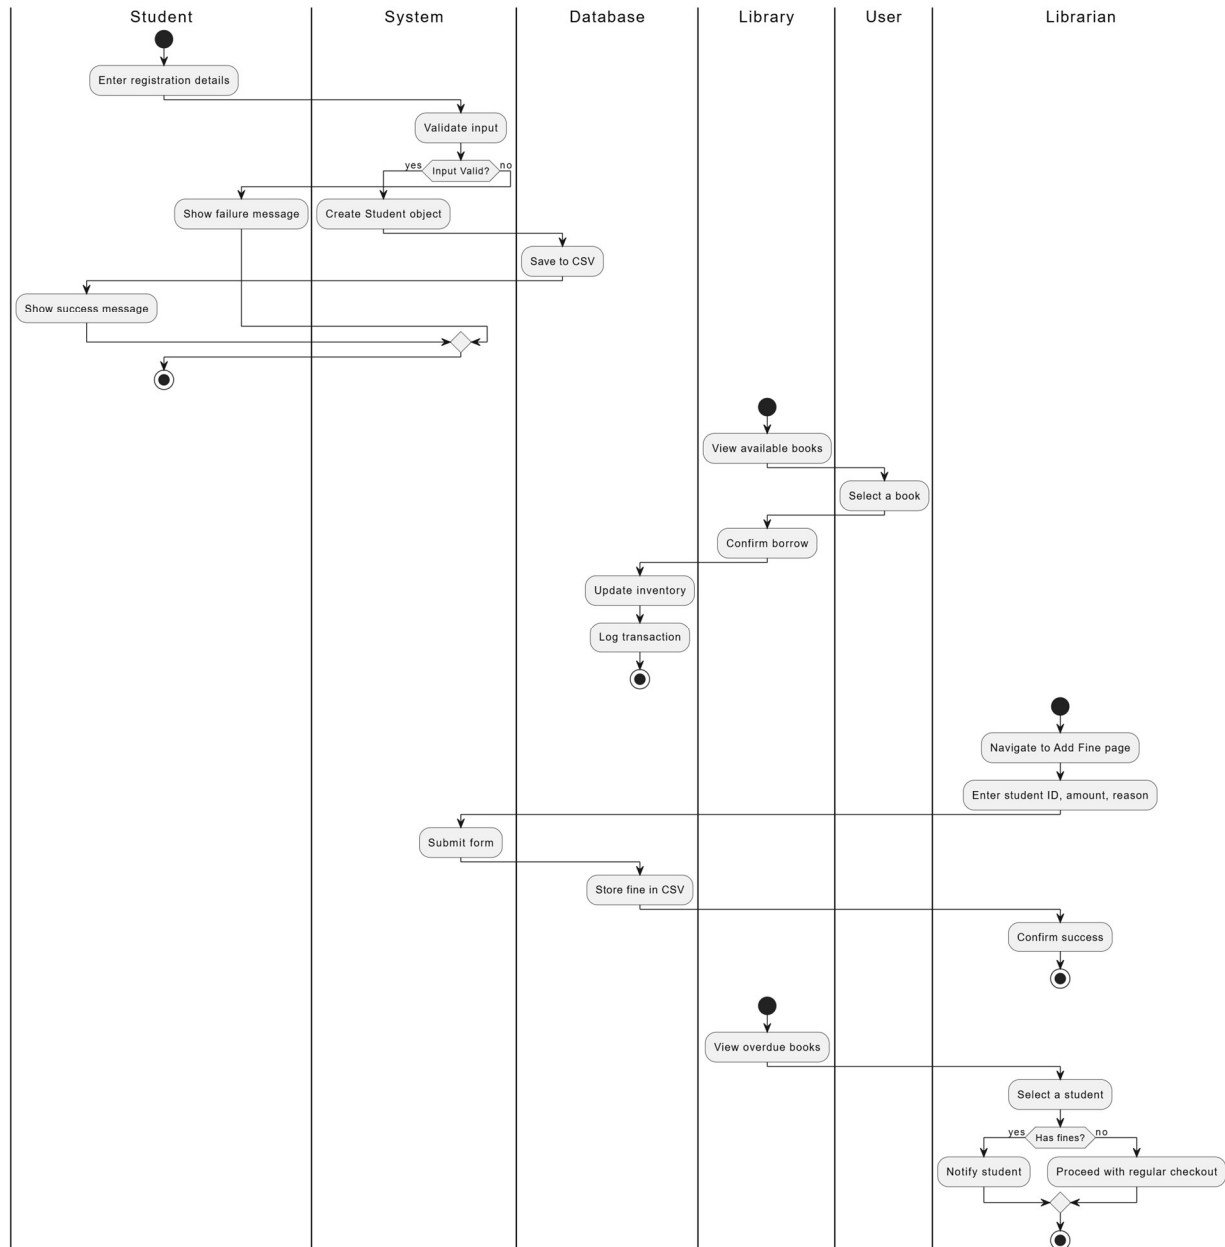 Student
System
Database
Library
User
Librarian
Enter registration details
Validate input
yes
Input Valid?
no
Show failure message
Create Student object
Save to CSV
Show success message
View available books
Select a book
Confirm borrow
Update inventory
Log transaction
Navigate to Add Fine page
Enter student ID, amount, reason
Submit form
Store fine in CSV
Confirm success
View overdue books
Select a student
yes
Has fines?
no
Notify student
Proceed with regular checkout